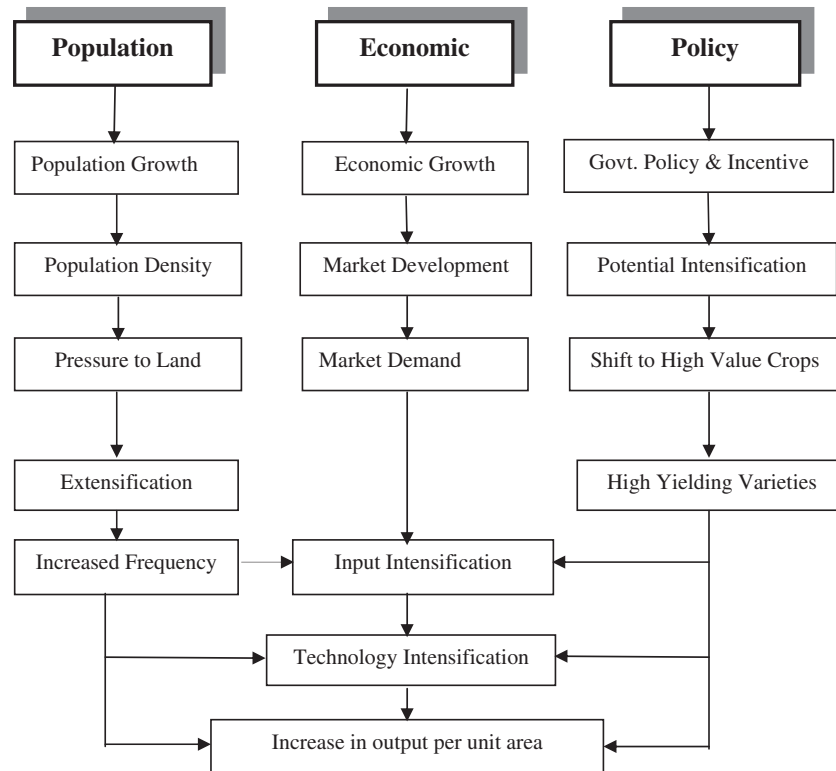 Population
Economic
Policy
Population Growth
Economic Growth
Govt. Policy & Incentive
Population Density
Market Development
Potential Intensification
Pressure to Land
Market Demand
Shift to High Value Crops
Extensification
High Yielding Varieties
Increased Frequency
Input Intensification
Technology Intensification
Increase in output per unit area